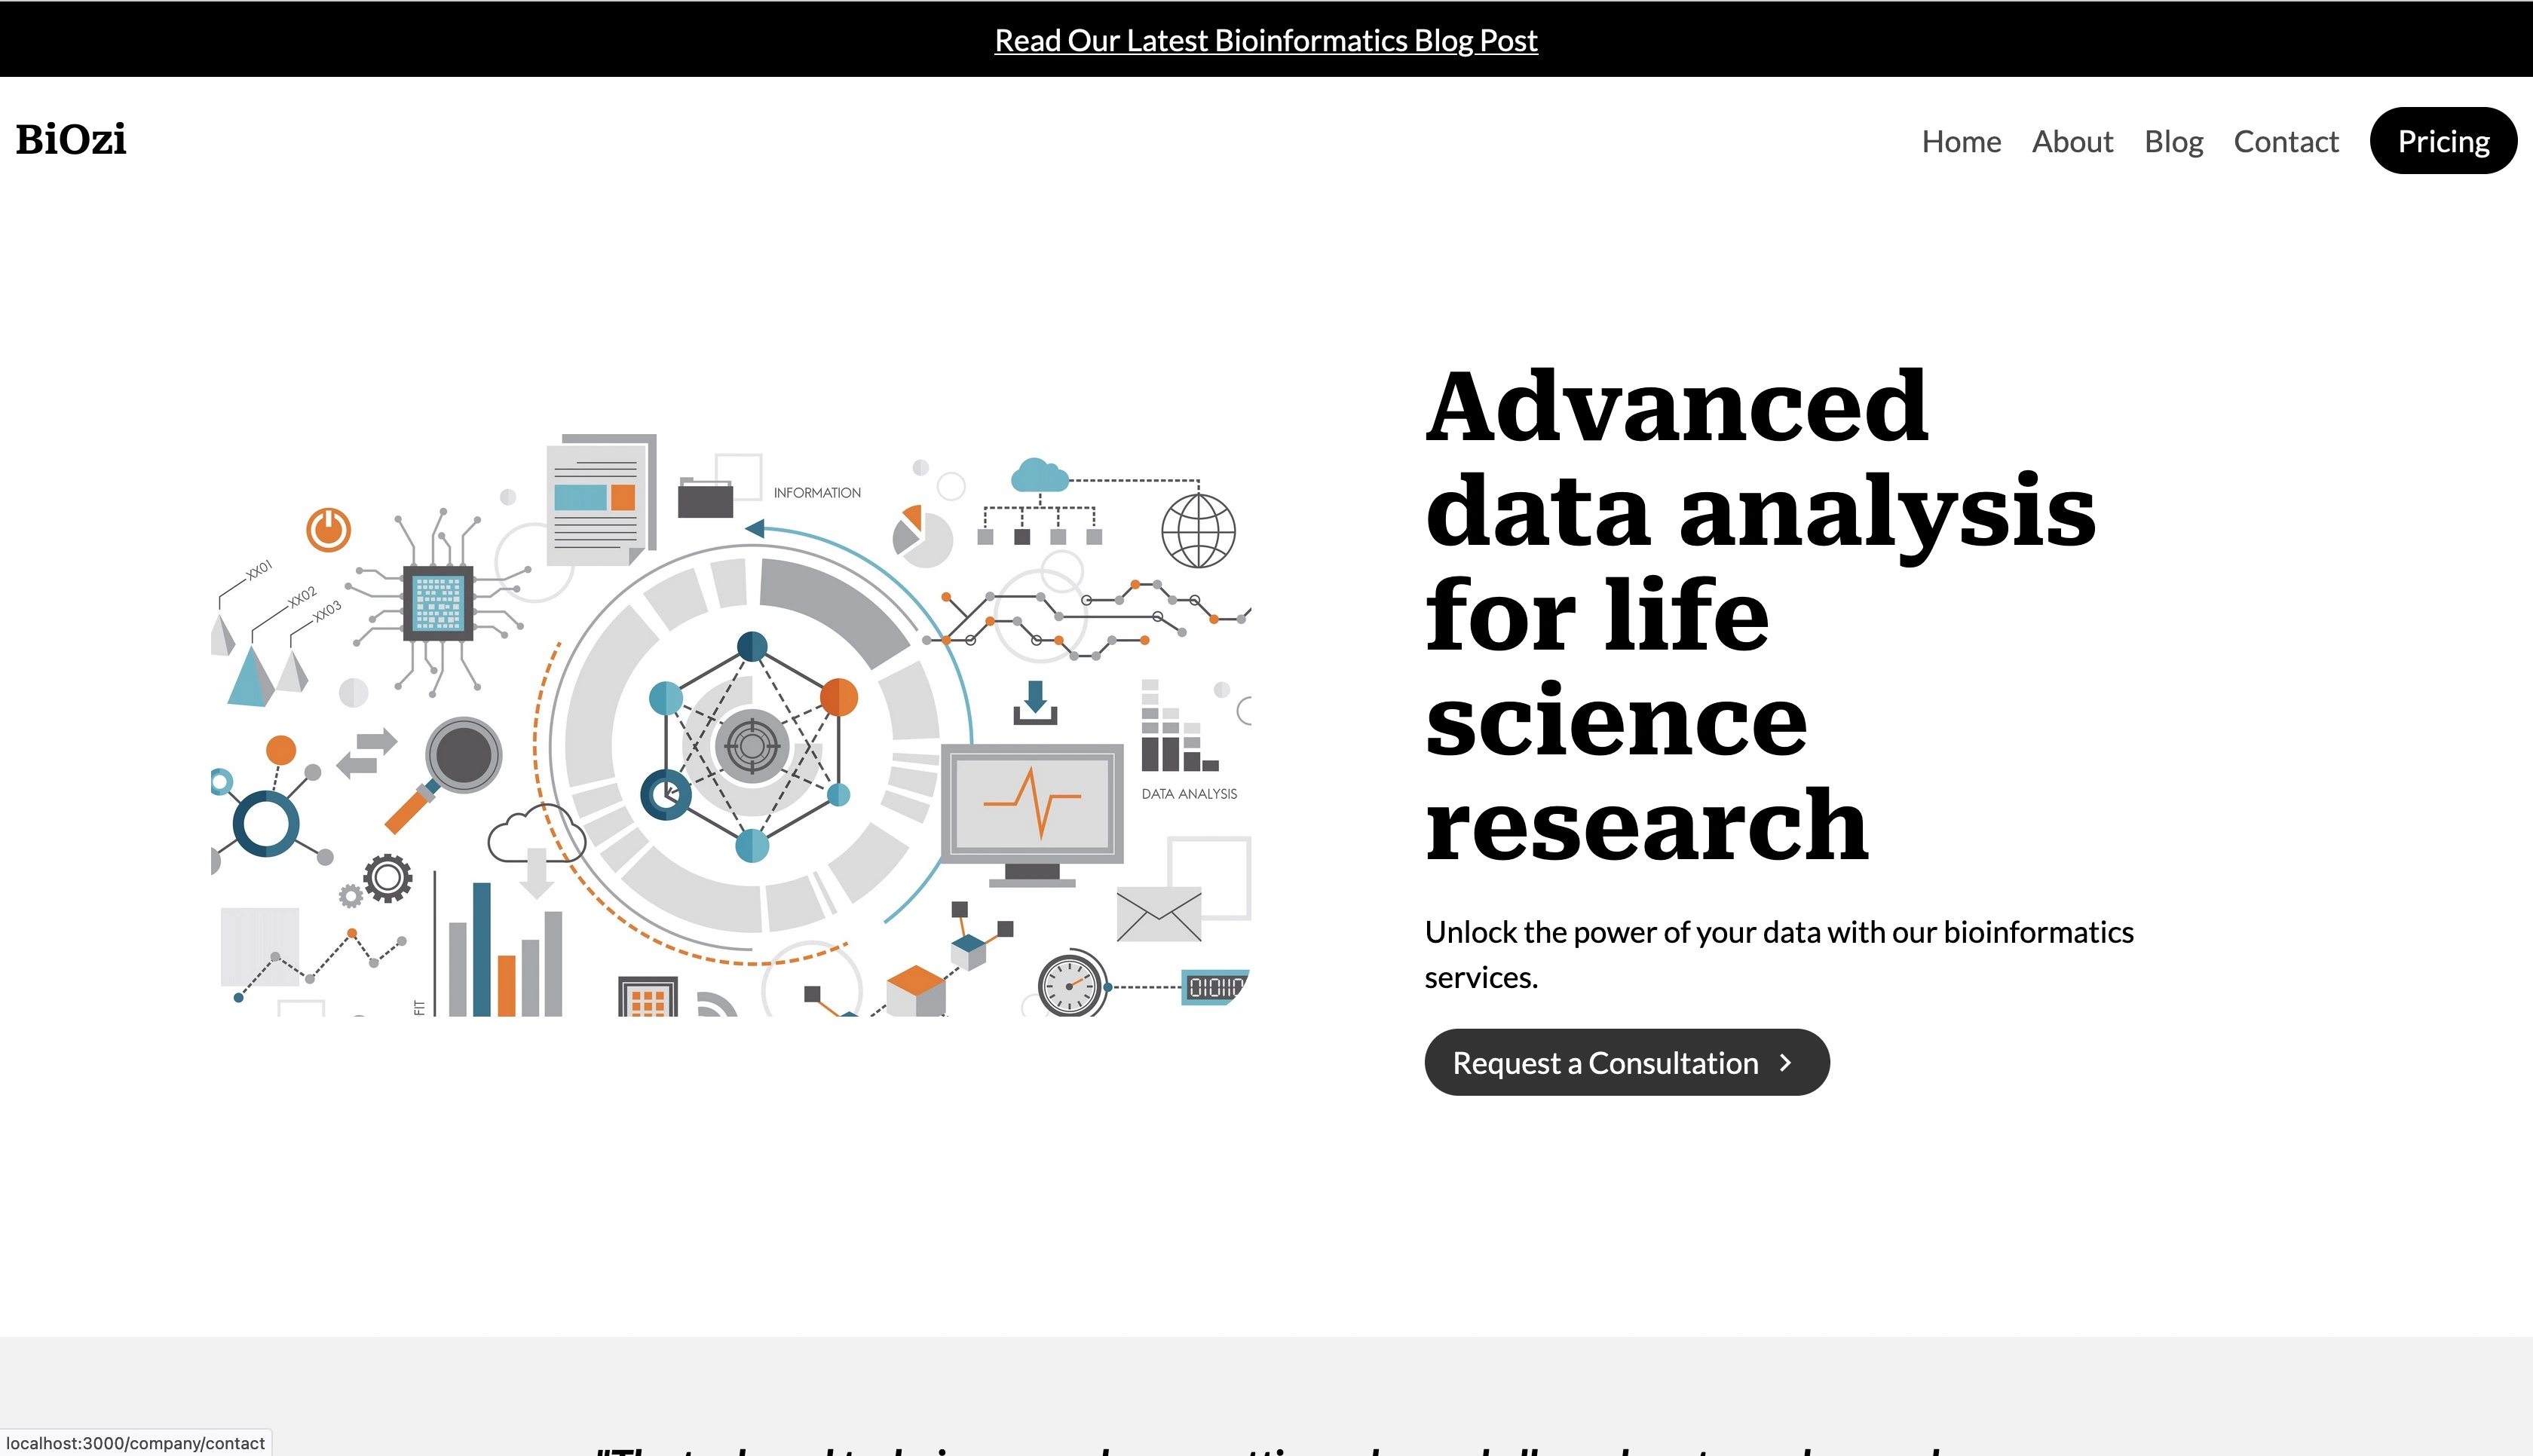 Read Our Latest Bioinformatics Blog Post
BiOzi
Home About Blog Contact Pricing
INFORMATION
XX01
XX02
XX03
DATA ANALYSIS
FIT
01010
Advanced
data analysis
for life
science
research
Unlock the power of your data with our bioinformatics
services.
Request a Consultation
localhost:3000/company/contact